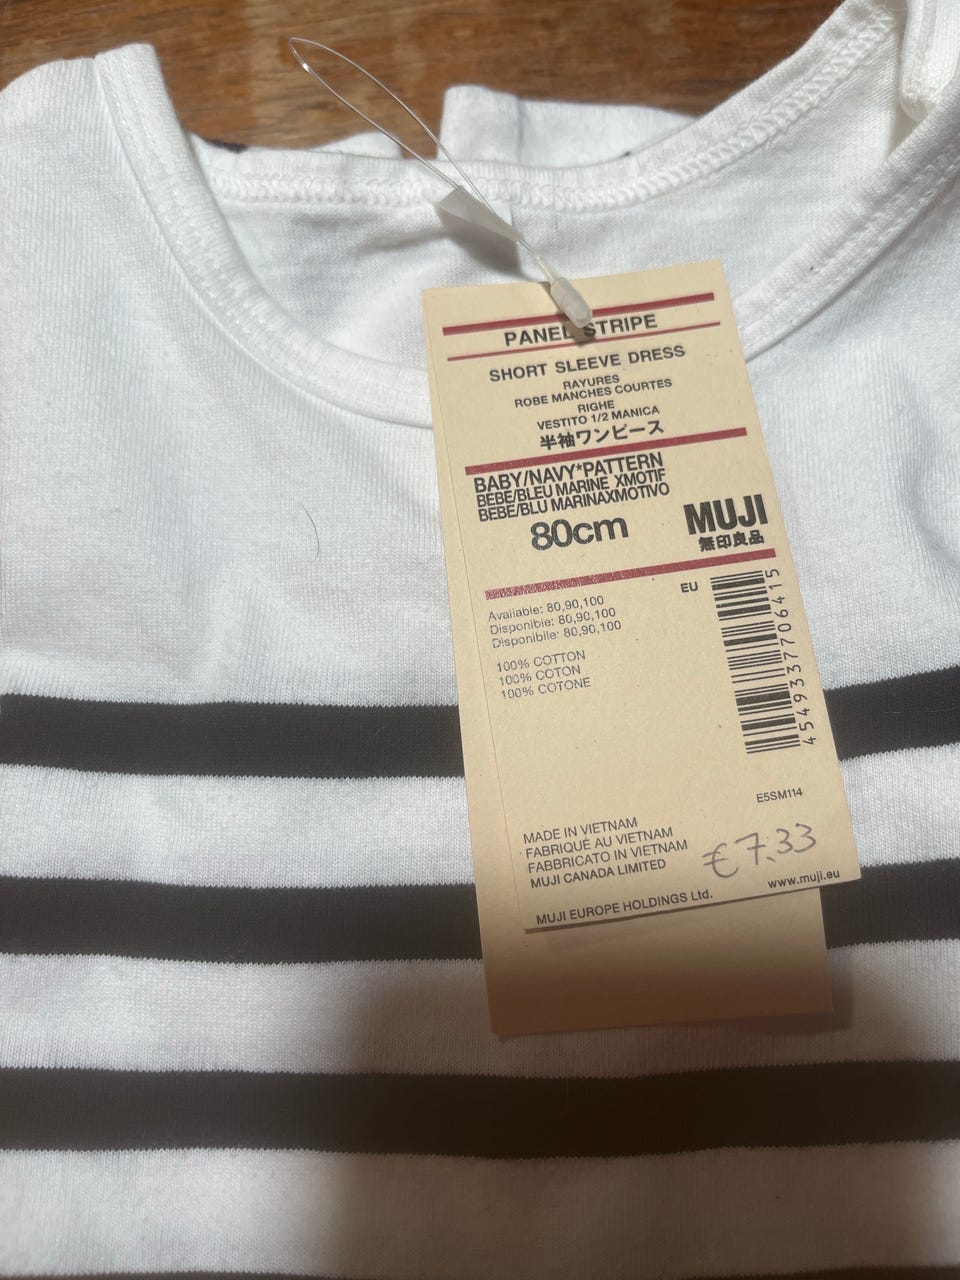 PANEL STRIPE
SHORT SLEEVE DRESS
RAYURES
ROBE MANCHES COURTES
RIGHE
VESTITO 1/2 MANICA
半袖ワンピース
BABY/NAVY*PATTERN
BEBE/BLEU MARINE XMOTIF
BEBE/BLU MARINAXMOTIVO
80cm
MUJI
無印良品
EU
Available: 80,90,100
Disponible: 80,90,100
Disponibile: 80,90,100
100% COTTON
100% COTON
100% COTONE
4549337706415
E5SM114
MADE IN VIETNAM
FABRIQUÉ AU VIETNAM
FABBRICATO IN VIETNAM
MUJI CANADA LIMITED
€7.33
MUJI EUROPE HOLDINGS Ltd.
www.muji.eu